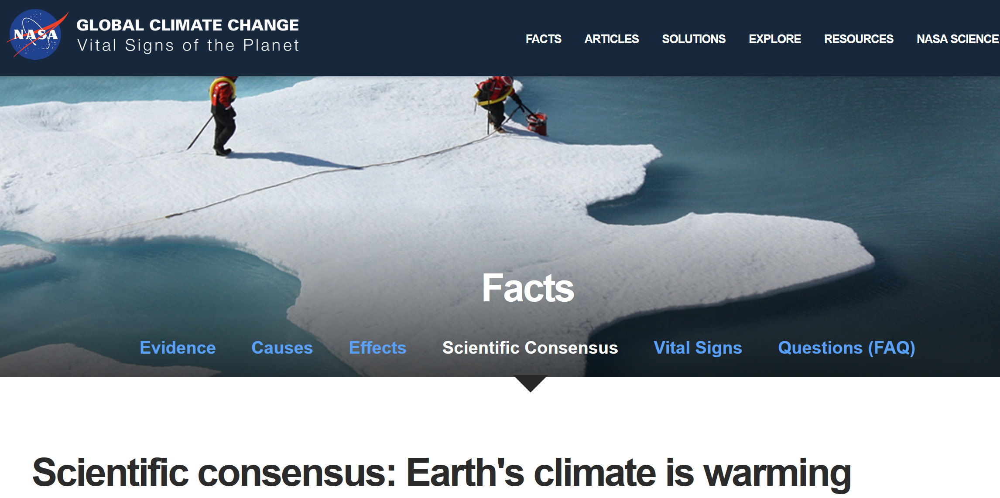 NASA
GLOBAL CLIMATE CHANGE
Vital Signs of the Planet
FACTS ARTICLES SOLUTIONS EXPLORE RESOURCES NASA SCIENCE
Facts
Evidence Causes Effects Scientific Consensus Vital Signs Questions (FAQ)
Scientific consensus: Earth's climate is warming